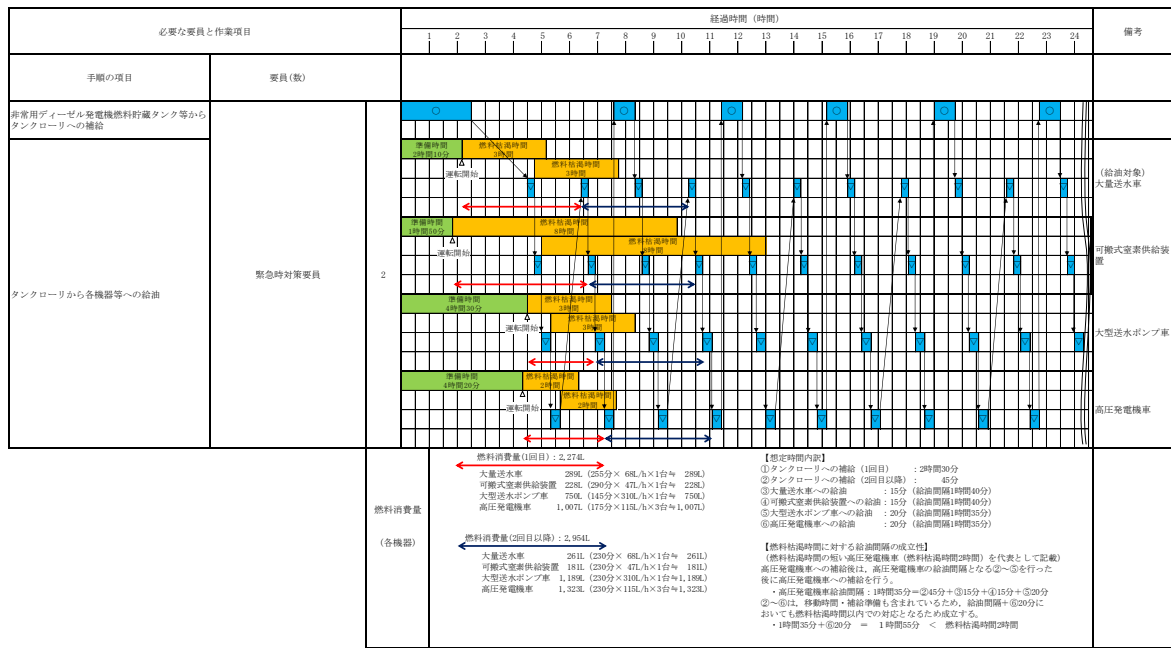 必要な要員と作業項目
経過時間（時間）
備考
1 2 3 4 5 6 7 8 9 10 11 12 13 14 15 16 17 18 19 20 21 22 23 24
手順の項目
要員(数)
非常用ディーゼル発電機燃料貯蔵タンク等から
タンクローリへの補給
タンクローリから各機器等への給油
緊急時対策要員
2
準備時間
2時間10分
燃料枯渇時間
3時間
運転開始
燃料枯渇時間
3時間
（給油対象）
大量送水車
準備時間
1時間50分
燃料枯渇時間
8時間
運転開始
燃料枯渇時間
8時間
可搬式窒素供給装
置
準備時間
4時間30分
燃料枯渇時間
3時間
運転開始
燃料枯渇時間
3時間
大型送水ポンプ車
準備時間
4時間20分
燃料枯渇時間
2時間
運転開始
燃料枯渇時間
2時間
高圧発電機車
燃料消費量
(各機器)
燃料消費量(1回目)：2,274L
大量送水車 289L (255分× 68L/h×1台≒ 289L)
可搬式窒素供給装置 228L (290分× 47L/h×1台≒ 228L)
大型送水ポンプ車 750L (145分×310L/h×1台≒ 750L)
高圧発電機車 1,007L (175分×115L/h×3台≒1,007L)
燃料消費量(2回目以降)：2,954L
大量送水車 261L (230分× 68L/h×1台≒ 261L)
可搬式窒素供給装置 181L (230分× 47L/h×1台≒ 181L)
大型送水ポンプ車 1,189L (230分×310L/h×1台≒1,189L)
高圧発電機車 1,323L (230分×115L/h×3台≒1,323L)
【想定時間内訳】
①タンクローリへの補給（1回目） ：2時間30分
②タンクローリへの補給（2回目以降）： 45分
③大量送水車への給油 ：15分（給油間隔1時間40分）
④可搬式窒素供給装置への給油：15分（給油間隔1時間40分）
⑤大型送水ポンプ車への給油 ：20分（給油間隔1時間35分）
⑥高圧発電機車への給油 ：20分（給油間隔1時間35分）
【燃料枯渇時間に対する給油間隔の成立性】
(燃料枯渇時間の短い高圧発電機車（燃料枯渇時間2時間）を代表として記載)
高圧発電機車への補給後は，高圧発電機車の給油間隔となる②～⑤を行った
後に高圧発電機車への補給を行う。
・高圧発電機車給油間隔：1時間35分＝②45分＋③15分＋④15分＋⑤20分
②～⑥は，移動時間・補給準備も含まれているため，給油間隔＋⑥20分に
おいても燃料枯渇時間以内での対応となるため成立する。
・1時間35分＋⑥20分 ＝ 1時間55分 ＜ 燃料枯渇時間2時間